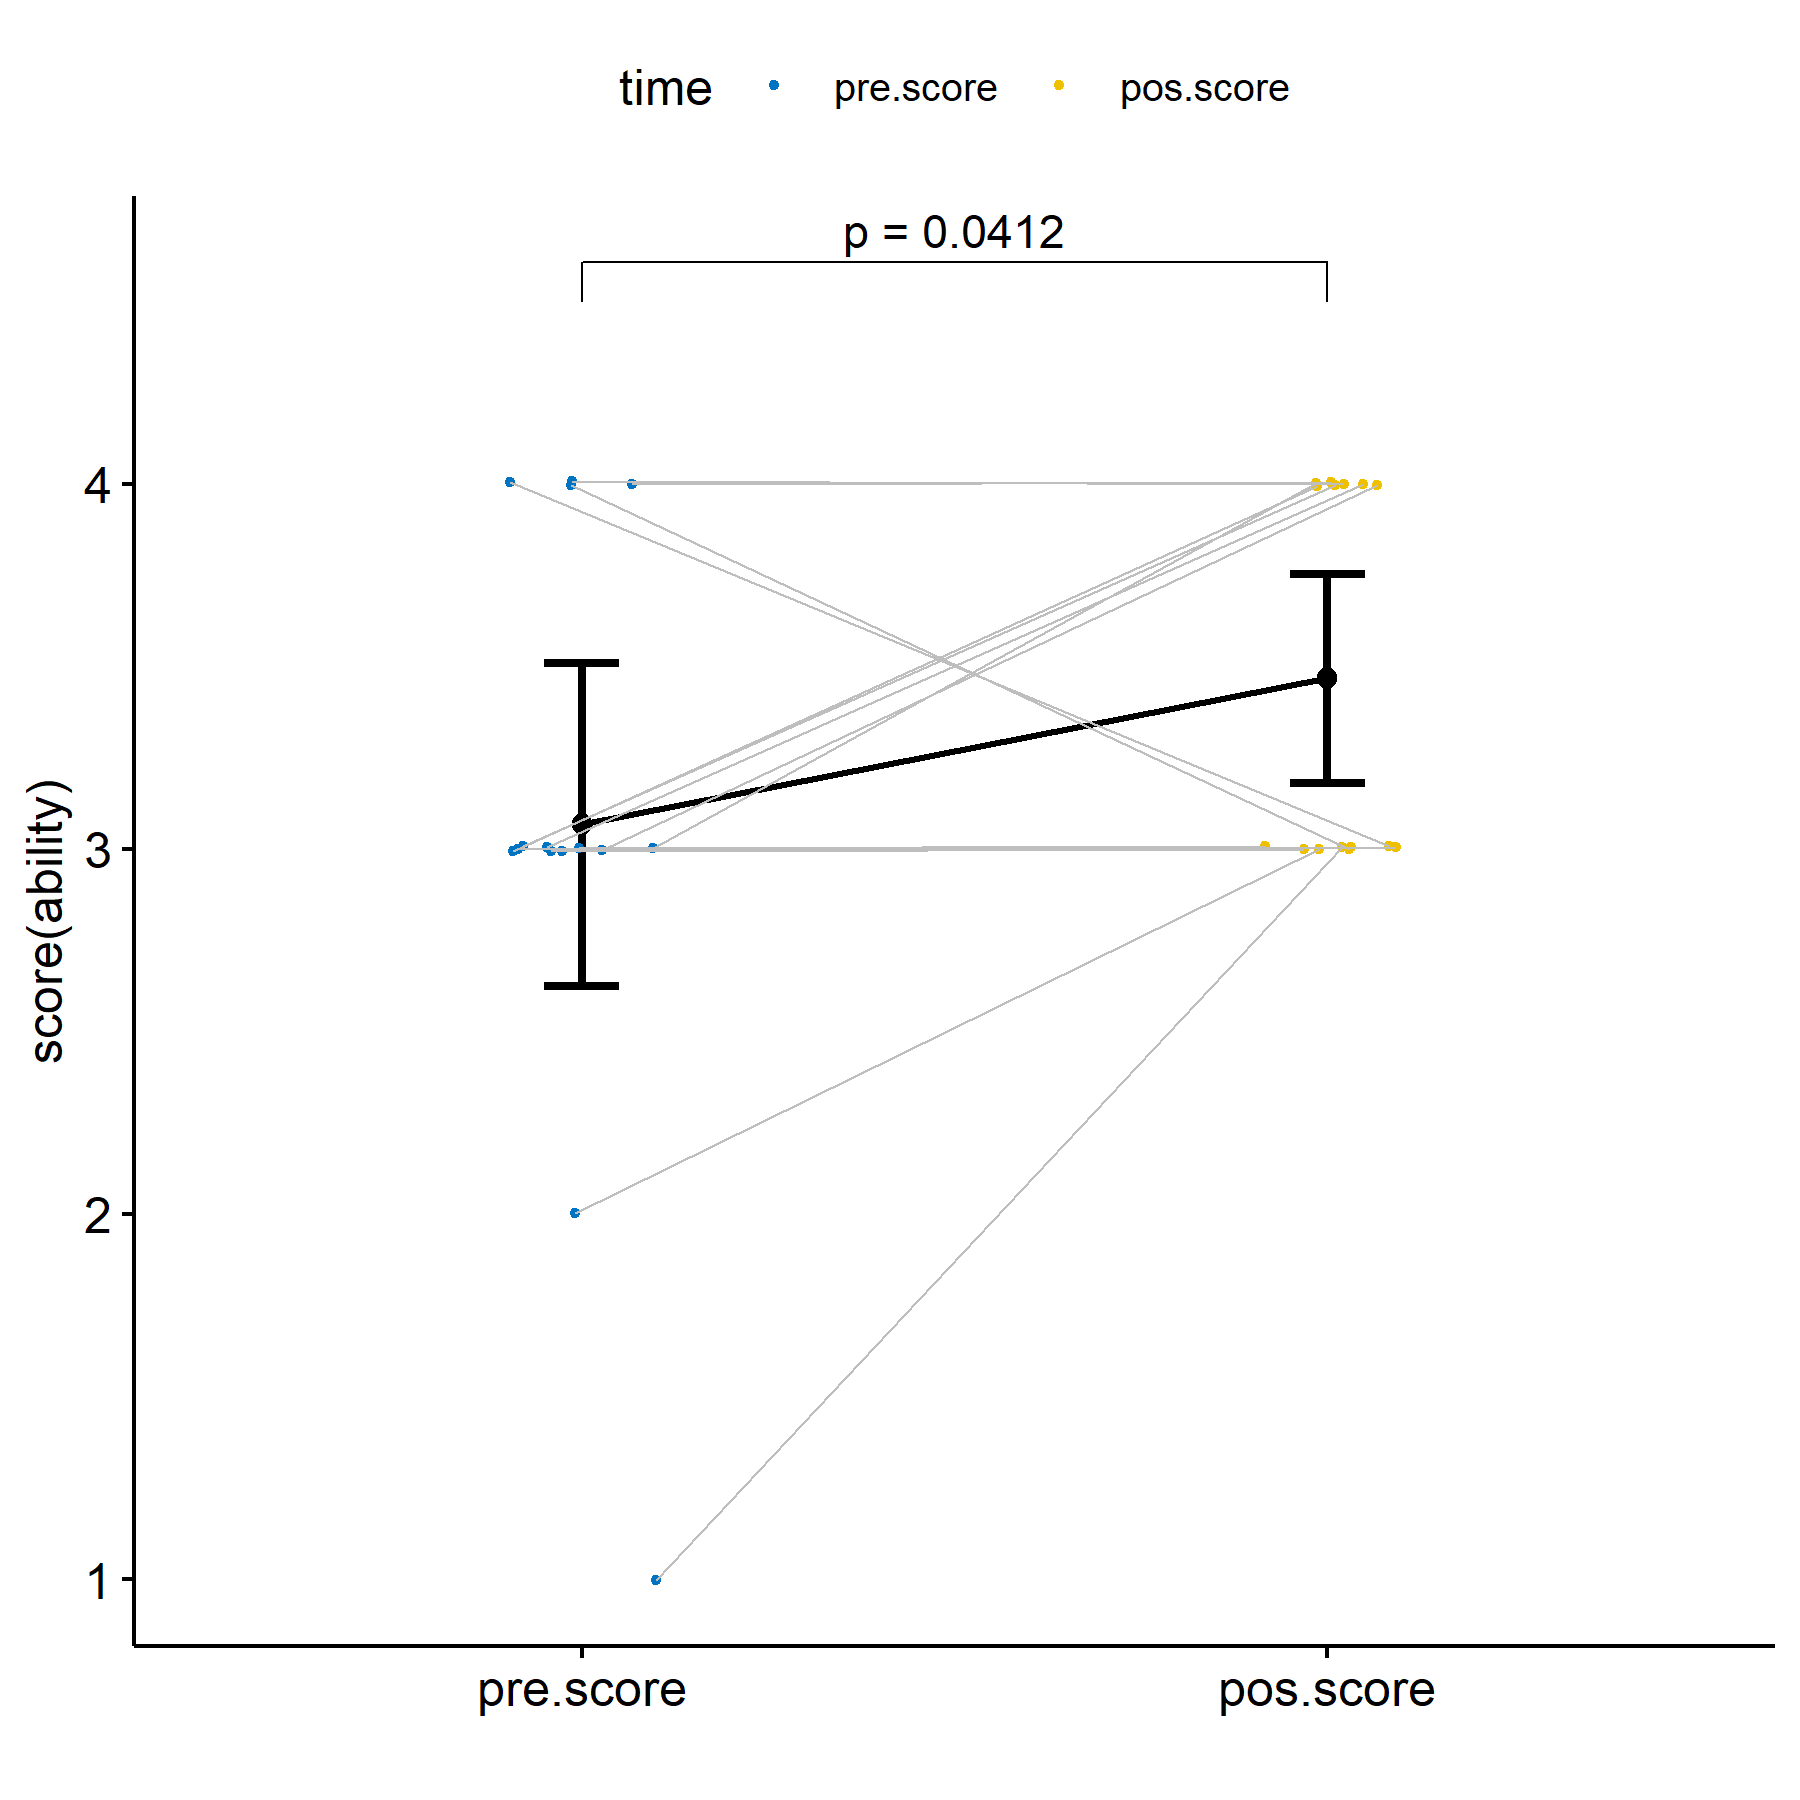 time pre.score pos.score
p = 0.0412
4
3
2
1
score(ability)
pre.score pos.score